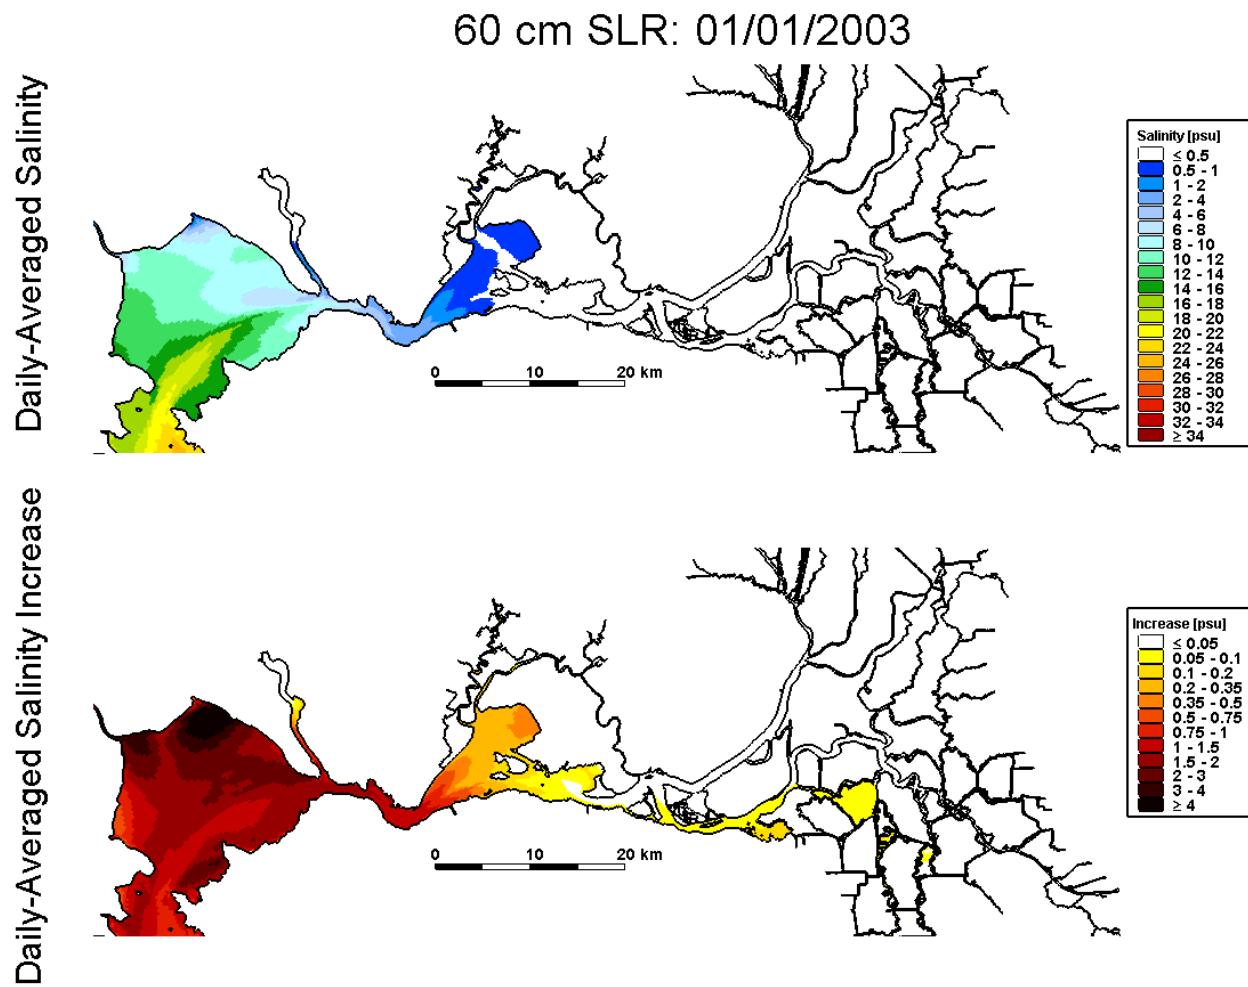 60 cm SLR: 01/01/2003
Daily-Averaged Salinity
Salinity [psu]
≤ 0.5
0.5 - 1
1 - 2
2 - 4
4 - 6
6 - 8
8 - 10
10 - 12
12 - 14
14 - 16
16 - 18
18 - 20
20 - 22
22 - 24
24 - 26
26 - 28
28 - 30
30 - 32
32 - 34
≥ 34
0 10 20 km
Daily-Averaged Salinity Increase
Increase [psu]
≤ 0.05
0.05 - 0.1
0.1 - 0.2
0.2 - 0.35
0.35 - 0.5
0.5 - 0.75
0.75 - 1
1 - 1.5
1.5 - 2
2 - 3
3 - 4
≥ 4
0 10 20 km